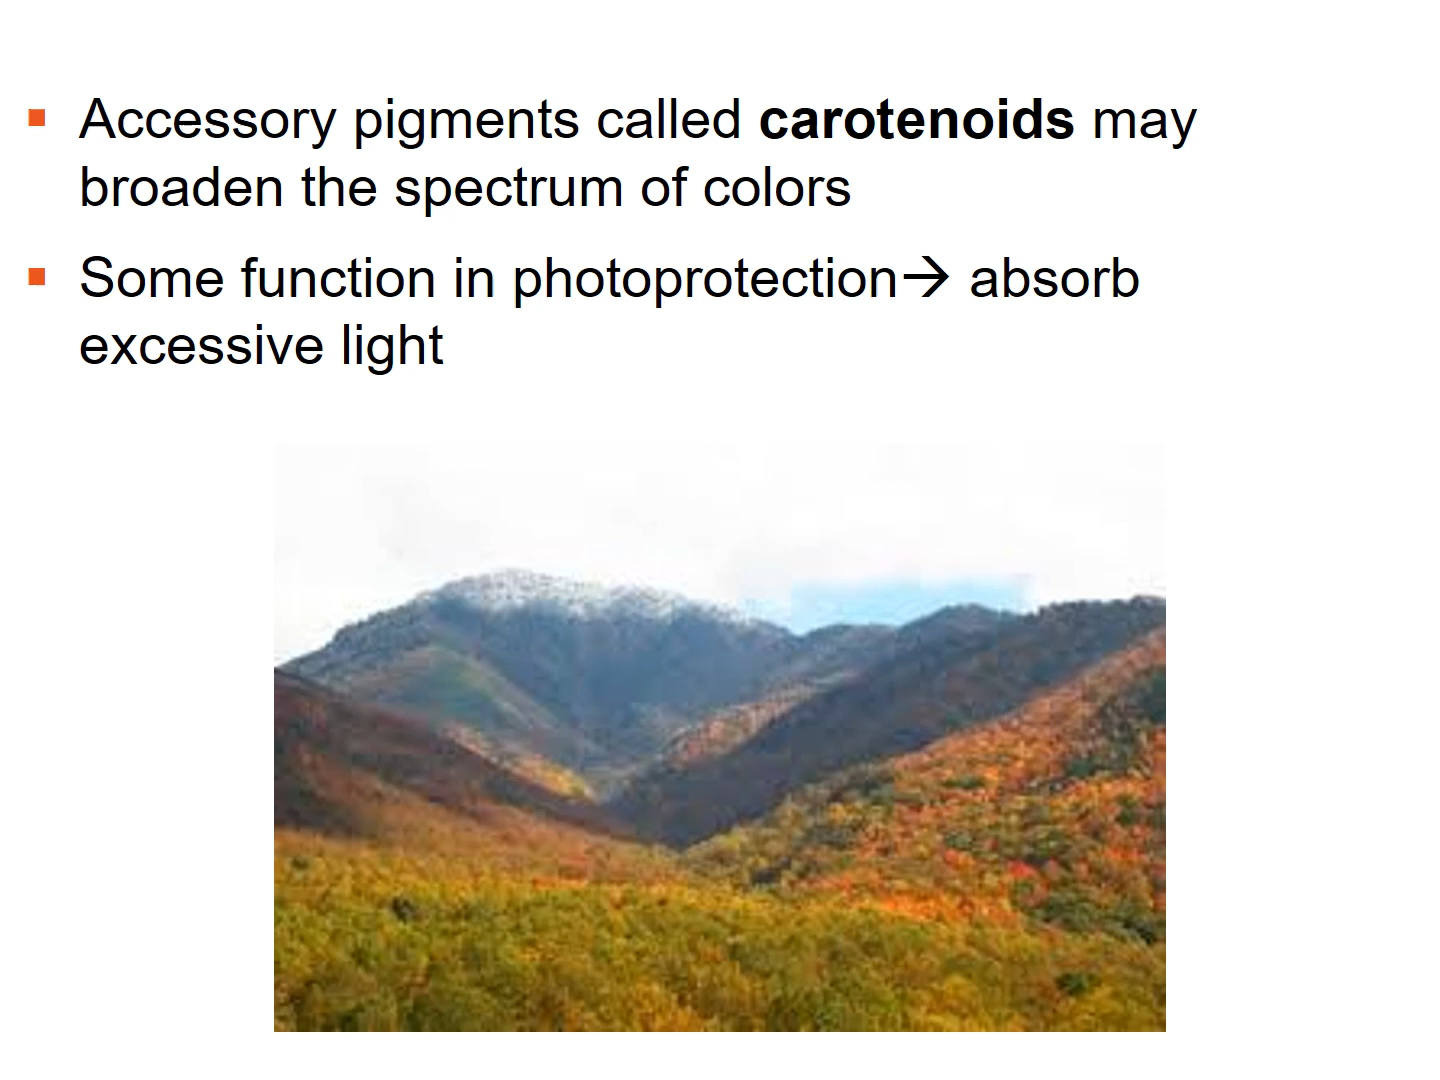 Accessory pigments called carotenoids may
broaden the spectrum of colors
Some function in photoprotection→ absorb
excessive light